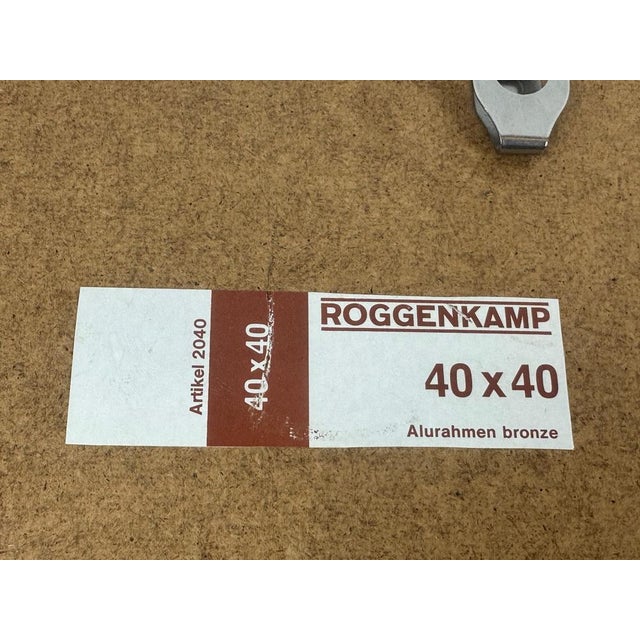 Artikel 2040
40 x 40
ROGGENKAMP
40 x 40
Alurahmen bronze